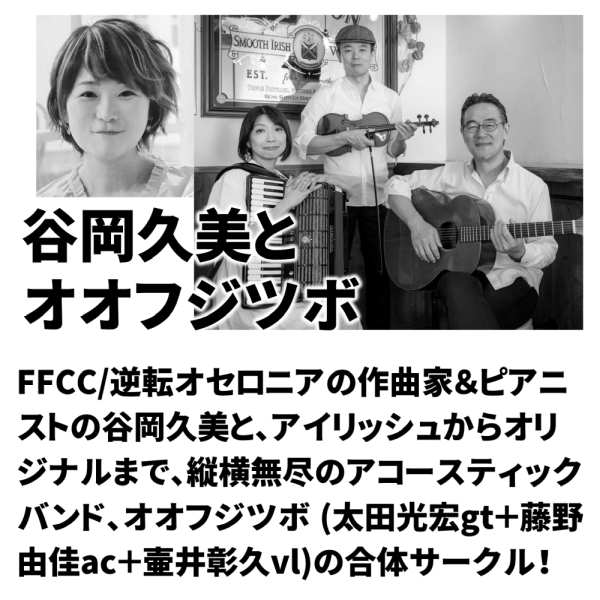 SMOOTH IRISH
EST.
谷岡久美と
オオフジツボ
FFCC/逆転オセロニアの作曲家&ピアニ
ストの谷岡久美と、アイリッシュからオリ
ジナルまで、縦横無尽のアコースティック
バンド、オオフジツボ (太田光宏gt+藤野
由佳ac+壷井彰久vl)の合体サークル！